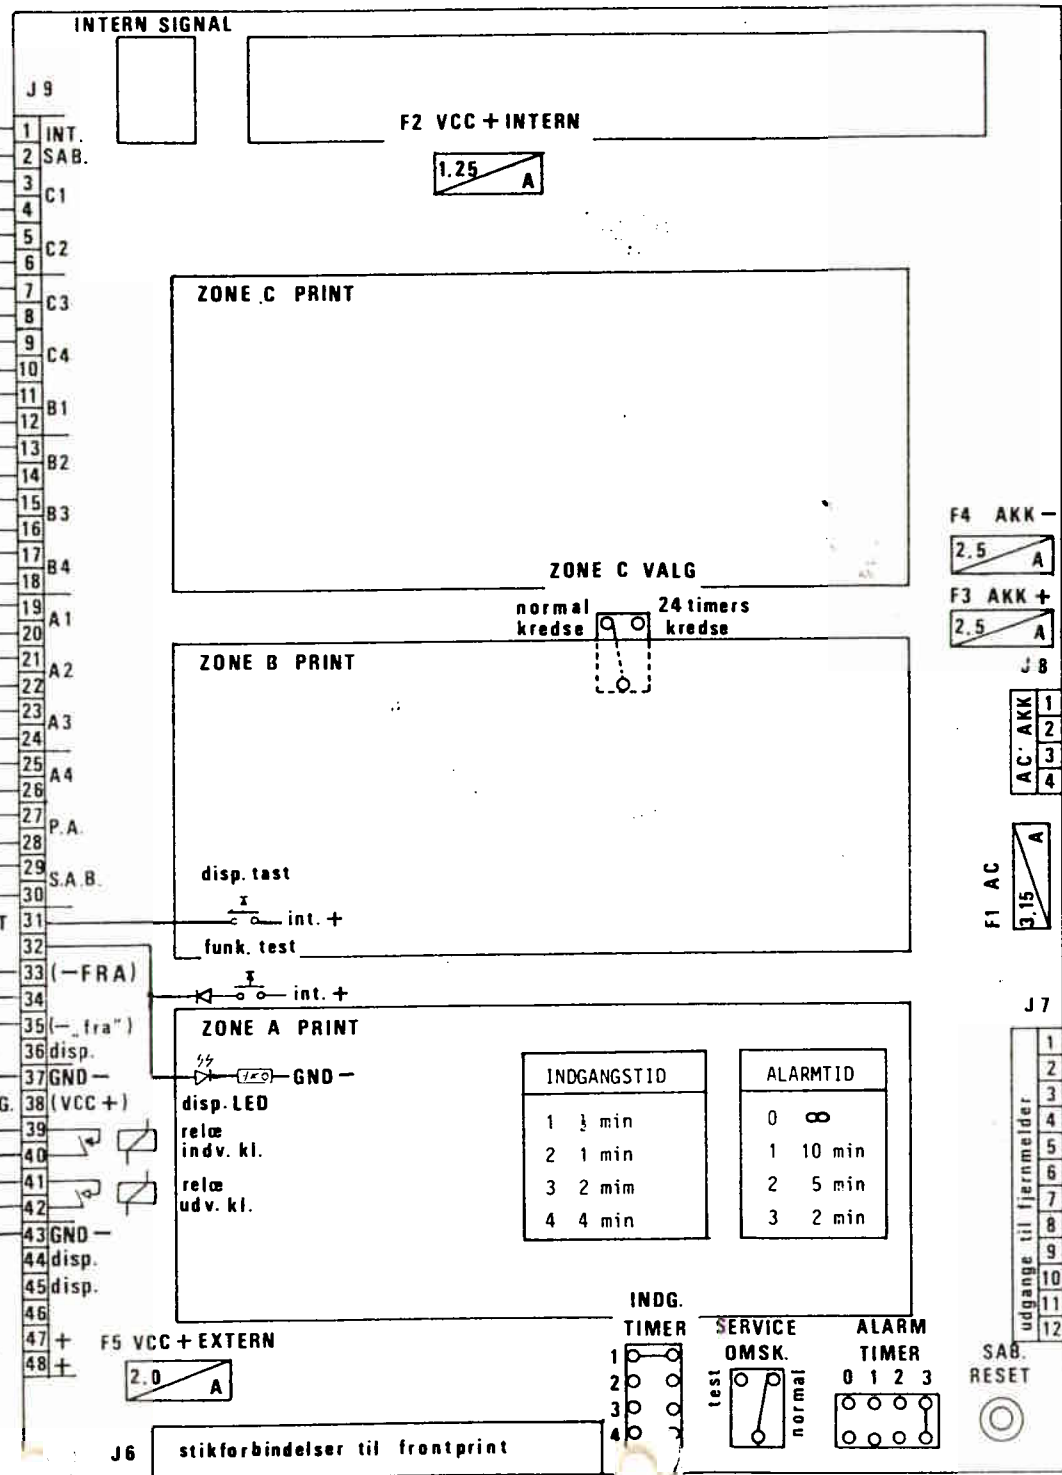 INTERN SIGNAL
J9
F2 VCC + INTERN
1.25 A
1 INT.
2 SAB.
3
4 C1
5
6 C2
7
8 C3
9
10 C4
11
12 B1
13
14 B2
15
16 B3
17
18 B4
19
20 A1
21
22 A2
23
24 A3
25
26 A4
27
28 P.A.
29
30 S.A.B.
T 31
32
33 (−FRA)
34
35 (−„fra")
36 disp.
37 GND −
G. 38 (VCC +)
39
40
41
42
43 GND −
44 disp.
45 disp.
46
47 +
48 +
ZONE C PRINT
ZONE C VALG
normal kredse
24 timers kredse
ZONE B PRINT
disp. tast
int. +
funk. test
int. +
ZONE A PRINT
GND −
disp. LED
relæ
indv. kl.
relæ
udv. kl.
INDGANGSTID
1 ½ min
2 1 min
3 2 mim
4 4 min
ALARMTID
0 ∞
1 10 min
2 5 min
3 2 min
F4 AKK −
2.5 A
F3 AKK +
2.5 A
J8
AC' AKK
1
2
3
4
F1 AC
3,15 A
J7
udgange til fjernmelder
1
2
3
4
5
6
7
8
9
10
11
12
SAB.
RESET
F5 VCC + EXTERN
2.0 A
INDG.
TIMER
1
2
3
4
SERVICE
OMSK.
test
normal
ALARM
TIMER
0 1 2 3
J6
stikforbindelser til frontprint